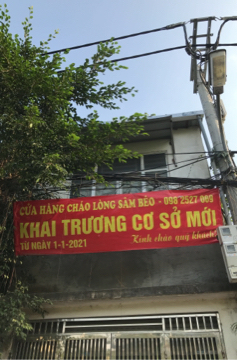 CỬA HÀNG CHÁO LÒNG SÂM BÉO - 098 2527 069
KHAI TRƯƠNG CƠ SỞ MỚI
TỪ NGÀY 1-1-2021
Kính chào quý khách!